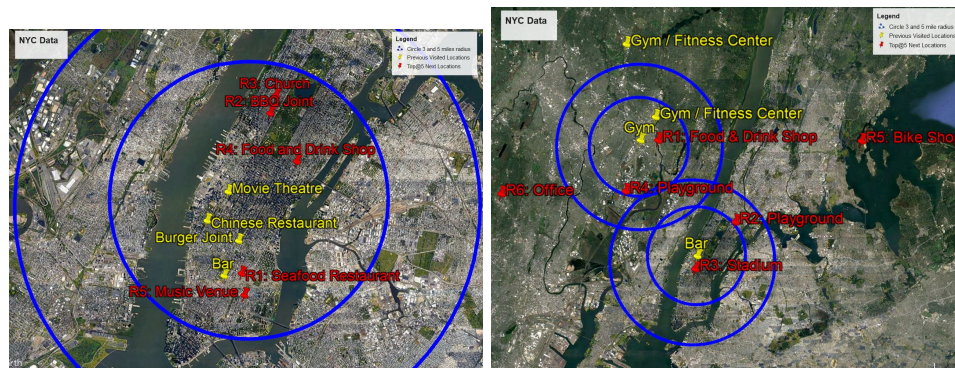 NYC Data
Legend
Circle 3 and 5 mile radius
Previous Visited Locations
Top@5 Next Locations
R3: Church
R2: BBQ Joint
R4: Food and Drink Shop
Movie Theatre
Chinese Restaurant
Burger Joint
Bar
R1: Seafood Restaurant
R5: Music Venue
NYC Data
Legend
Circle 3 and 5 mile radius
Previous Visited Locations
Top@5 Next Locations
Gym / Fitness Center
Gym / Fitness Center
Gym
R1: Food & Drink Shop
R5: Bike Shop
R6: Office
R4: Playground
R2: Playground
Bar
R3: Stadium